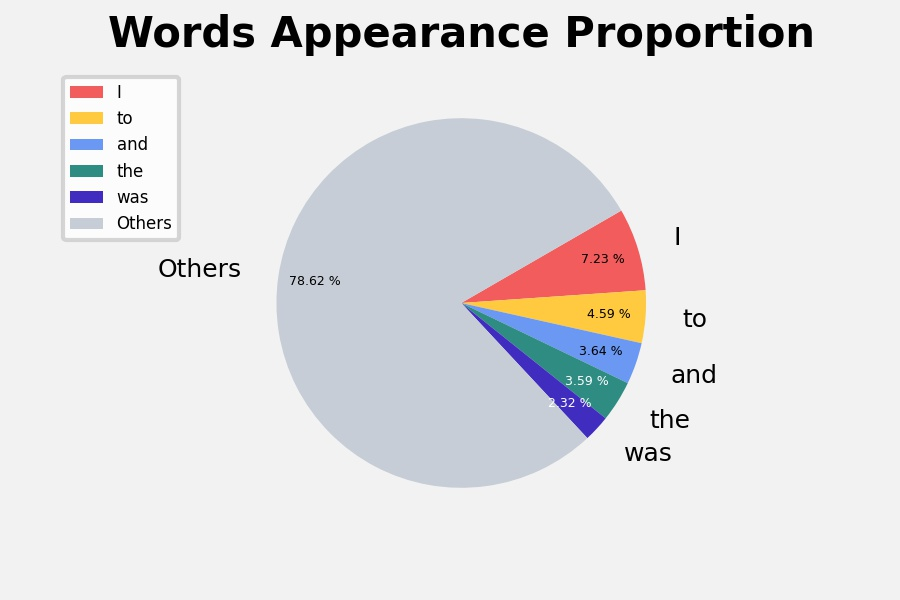 Words Appearance Proportion
I
to
and
the
was
Others
I
7.23 %
to
4.59 %
and
3.64 %
the
3.59 %
was
2.32 %
Others
78.62 %